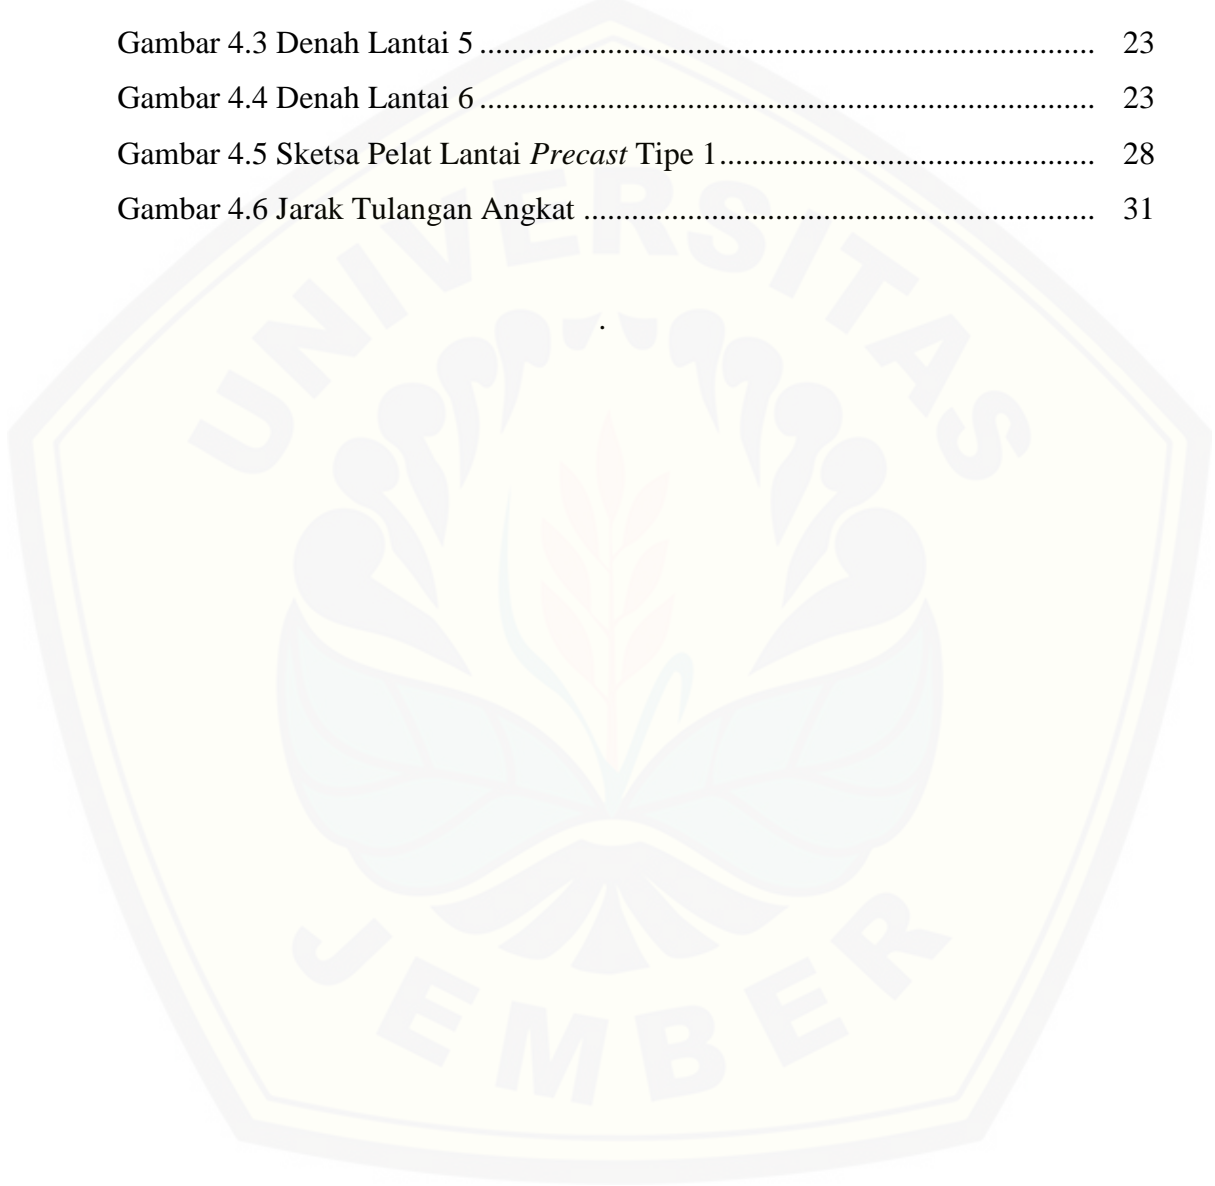 Gambar 4.3 Denah Lantai 5 ............................................................................ 23
Gambar 4.4 Denah Lantai 6 ............................................................................ 23
Gambar 4.5 Sketsa Pelat Lantai Precast Tipe 1.............................................. 28
Gambar 4.6 Jarak Tulangan Angkat ............................................................... 31
.
UNIVERSITAS
JEMBER